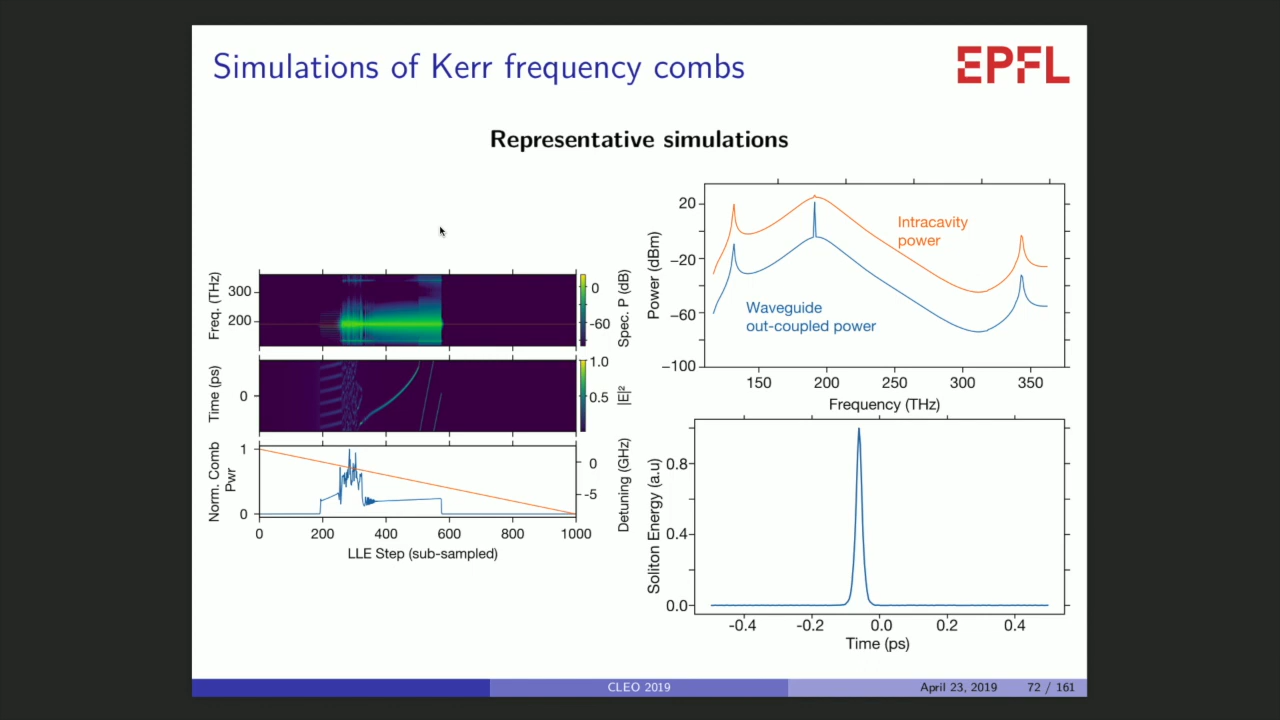 Simulations of Kerr frequency combs
EPFL
Representative simulations
Freq. (THz)
300
200
0
-60
Spec. P (dB)
Time (ps)
0
1.0
0.5
|E|²
Norm. Comb
Pwr
1
0
0
-5
Detuning (GHz)
0
200
400
600
800
1000
LLE Step (sub-sampled)
Power (dBm)
20
−20
−60
−100
Intracavity
power
Waveguide
out-coupled power
150
200
250
300
350
Frequency (THz)
Soliton Energy (a.u)
0.8
0.4
0.0
-0.4
-0.2
0.0
0.2
0.4
Time (ps)
CLEO 2019
April 23, 2019
72 / 161